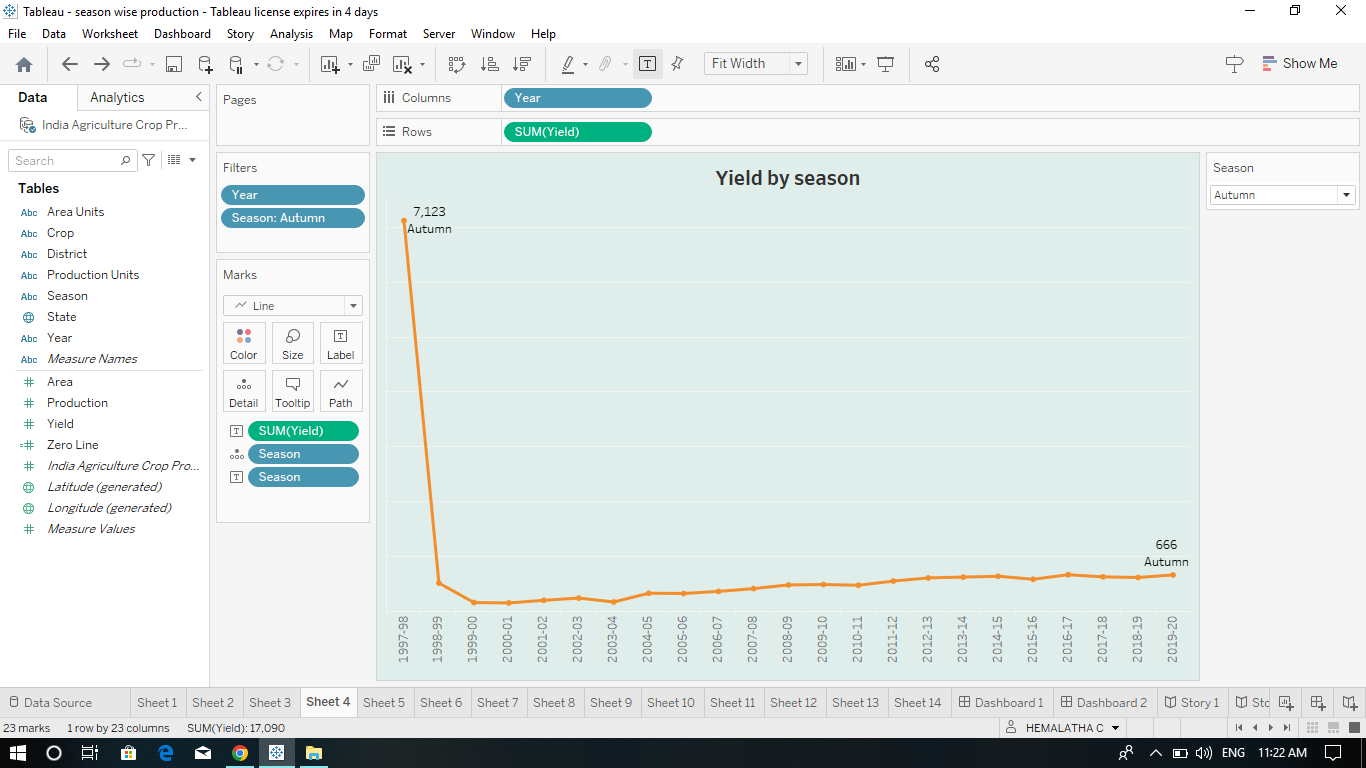 Tableau - season wise production - Tableau license expires in 4 days
File Data Worksheet Dashboard Story Analysis Map Format Server Window Help
Fit Width
Show Me
Data
Analytics
India Agriculture Crop Pr...
Search
Tables
Abc Area Units
Abc Crop
Abc District
Abc Production Units
Abc Season
State
Abc Year
Abc Measure Names
Area
Production
Yield
Zero Line
India Agriculture Crop Pro...
Latitude (generated)
Longitude (generated)
Measure Values
Pages
Filters
Year
Season: Autumn
Marks
Line
Color Size Label
Detail Tooltip Path
SUM(Yield)
Season
Season
Columns Year
Rows SUM(Yield)
Yield by season
7,123
Autumn
666
Autumn
1997-98
1998-99
1999-00
2000-01
2001-02
2002-03
2003-04
2004-05
2005-06
2006-07
2007-08
2008-09
2009-10
2010-11
2011-12
2012-13
2013-14
2014-15
2015-16
2016-17
2017-18
2018-19
2019-20
Season
Autumn
Data Source Sheet 1 Sheet 2 Sheet 3 Sheet 4 Sheet 5 Sheet 6 Sheet 7 Sheet 8 Sheet 9 Sheet 10 Sheet 11 Sheet 12 Sheet 13 Sheet 14 Dashboard 1 Dashboard 2 Story 1 Stc
23 marks 1 row by 23 columns SUM(Yield): 17,090 HEMALATHA C
ENG 11:22 AM